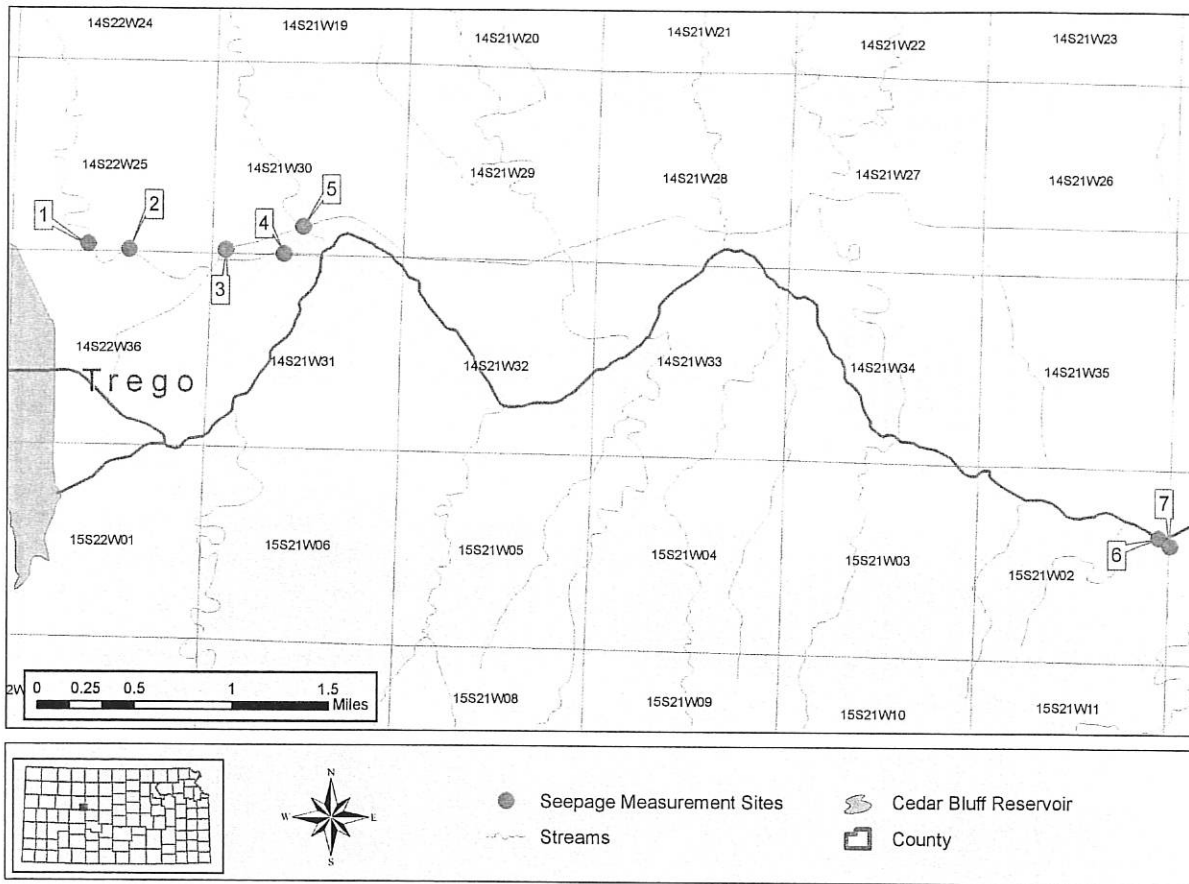 14S22W24
14S21W19
14S21W20
14S21W21
14S21W22
14S21W23
14S22W25
14S21W30
14S21W29
14S21W28
14S21W27
14S21W26
1
2
3
4
5
14S22W36
Trego
14S21W31
14S21W32
14S21W33
14S21W34
14S21W35
7
6
15S22W01
15S21W06
15S21W05
15S21W04
15S21W03
15S21W02
2W
15S21W08
15S21W09
15S21W10
15S21W11
0 0.25 0.5 1 1.5
Miles
N
W E
S
Seepage Measurement Sites
Streams
Cedar Bluff Reservoir
County